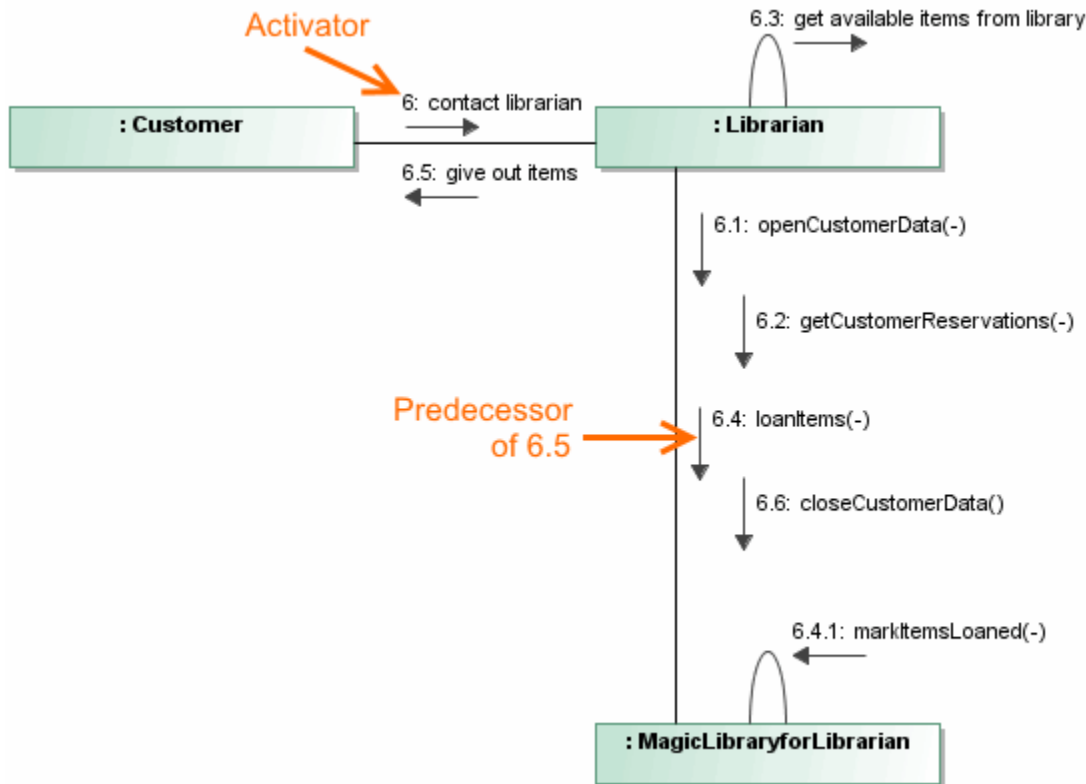 Activator
6.3: get available items from library
6: contact librarian
: Customer
: Librarian
6.5: give out items
6.1: openCustomerData(-)
6.2: getCustomerReservations(-)
Predecessor
of 6.5
6.4: loanItems(-)
6.6: closeCustomerData()
6.4.1: markItemsLoaned(-)
: MagicLibraryforLibrarian